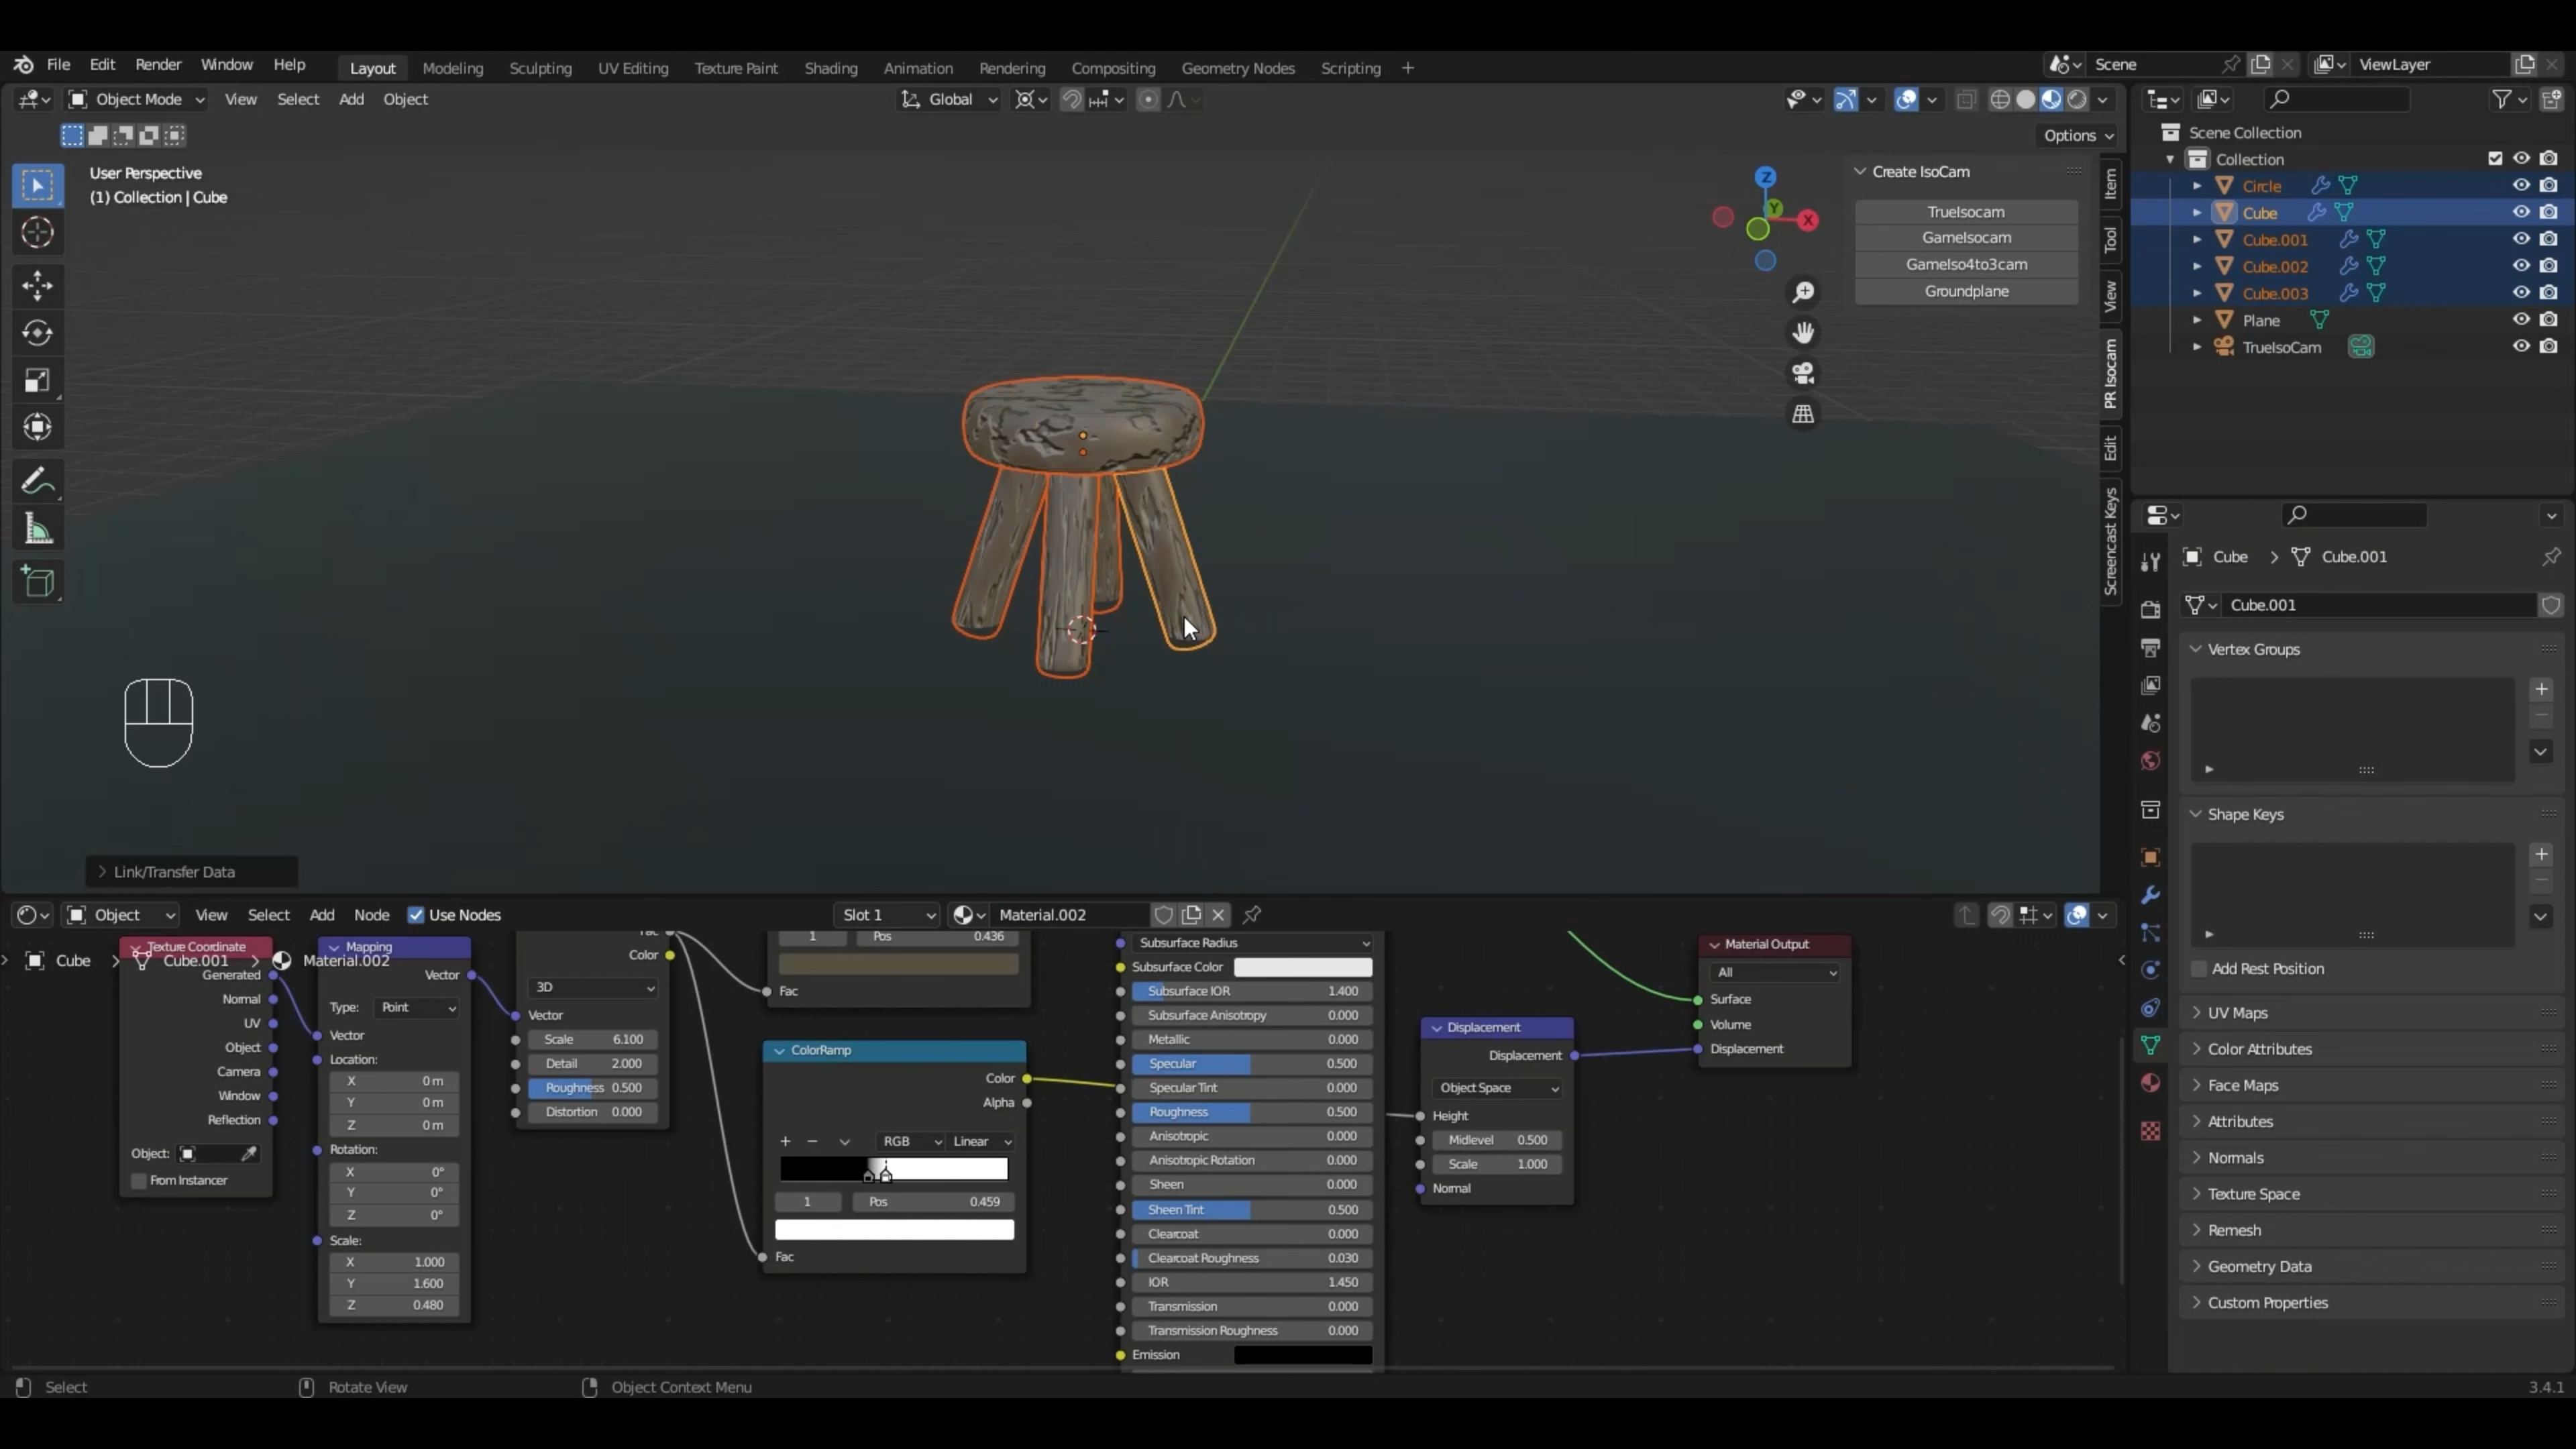 File Edit Render Window Help Layout Modeling Sculpting UV Editing Texture Paint Shading Animation Rendering Compositing Geometry Nodes Scripting + Scene ViewLayer
Object Mode View Select Add Object Global
Options
User Perspective
(1) Collection | Cube
Create IsoCam
TrueIsocam
GameIsocam
GameIso4to3cam
Groundplane
Z
Y
X
Item
Tool
View
PR Isocam
Edit
Screencast Keys
Scene Collection
Collection
Circle
Cube
Cube.001
Cube.002
Cube.003
Plane
TrueIsoCam
Cube > Cube.001
Cube.001
Vertex Groups
Shape Keys
Add Rest Position
UV Maps
Color Attributes
Face Maps
Attributes
Normals
Texture Space
Remesh
Geometry Data
Custom Properties
Link/Transfer Data
Object View Select Add Node Use Nodes Slot 1 Material.002
Cube > Cube.001 > Material.002
Texture Coordinate
Generated
Normal
UV
Object
Camera
Window
Reflection
Object:
From Instancer
Mapping
Vector
Type: Point
Vector
Location:
X 0 m
Y 0 m
Z 0 m
Rotation:
X 0°
Y 0°
Z 0°
Scale:
X 1.000
Y 1.600
Z 0.480
Color
3D
Vector
Scale 6.100
Detail 2.000
Roughness 0.500
Distortion 0.000
1 Pos 0.436
Fac
ColorRamp
Color
Alpha
+ − RGB Linear
1 Pos 0.459
Fac
Subsurface Radius
Subsurface Color
Subsurface IOR 1.400
Subsurface Anisotropy 0.000
Metallic 0.000
Specular 0.500
Specular Tint 0.000
Roughness 0.500
Anisotropic 0.000
Anisotropic Rotation 0.000
Sheen 0.000
Sheen Tint 0.500
Clearcoat 0.000
Clearcoat Roughness 0.030
IOR 1.450
Transmission 0.000
Transmission Roughness 0.000
Emission
Displacement
Displacement
Object Space
Height
Midlevel 0.500
Scale 1.000
Normal
Material Output
All
Surface
Volume
Displacement
Select Rotate View Object Context Menu 3.4.1